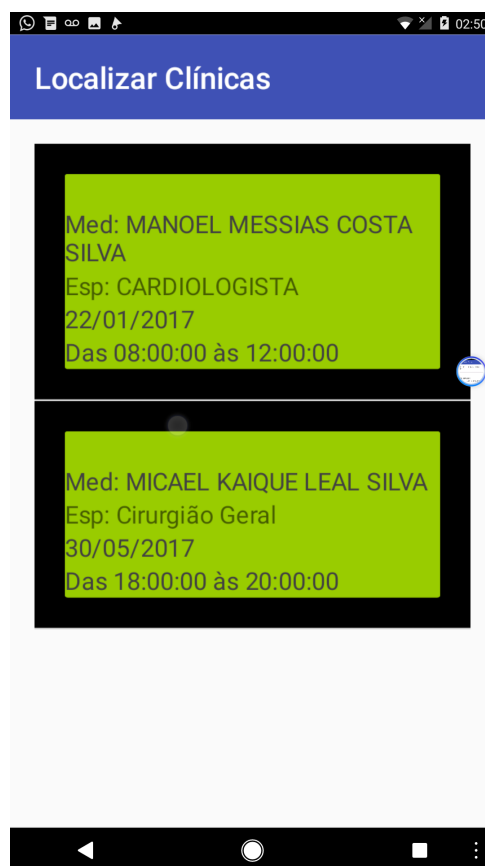 02:50
Localizar Clínicas
Med: MANOEL MESSIAS COSTA
SILVA
Esp: CARDIOLOGISTA
22/01/2017
Das 08:00:00 às 12:00:00
Med: MICAEL KAIQUE LEAL SILVA
Esp: Cirurgião Geral
30/05/2017
Das 18:00:00 às 20:00:00